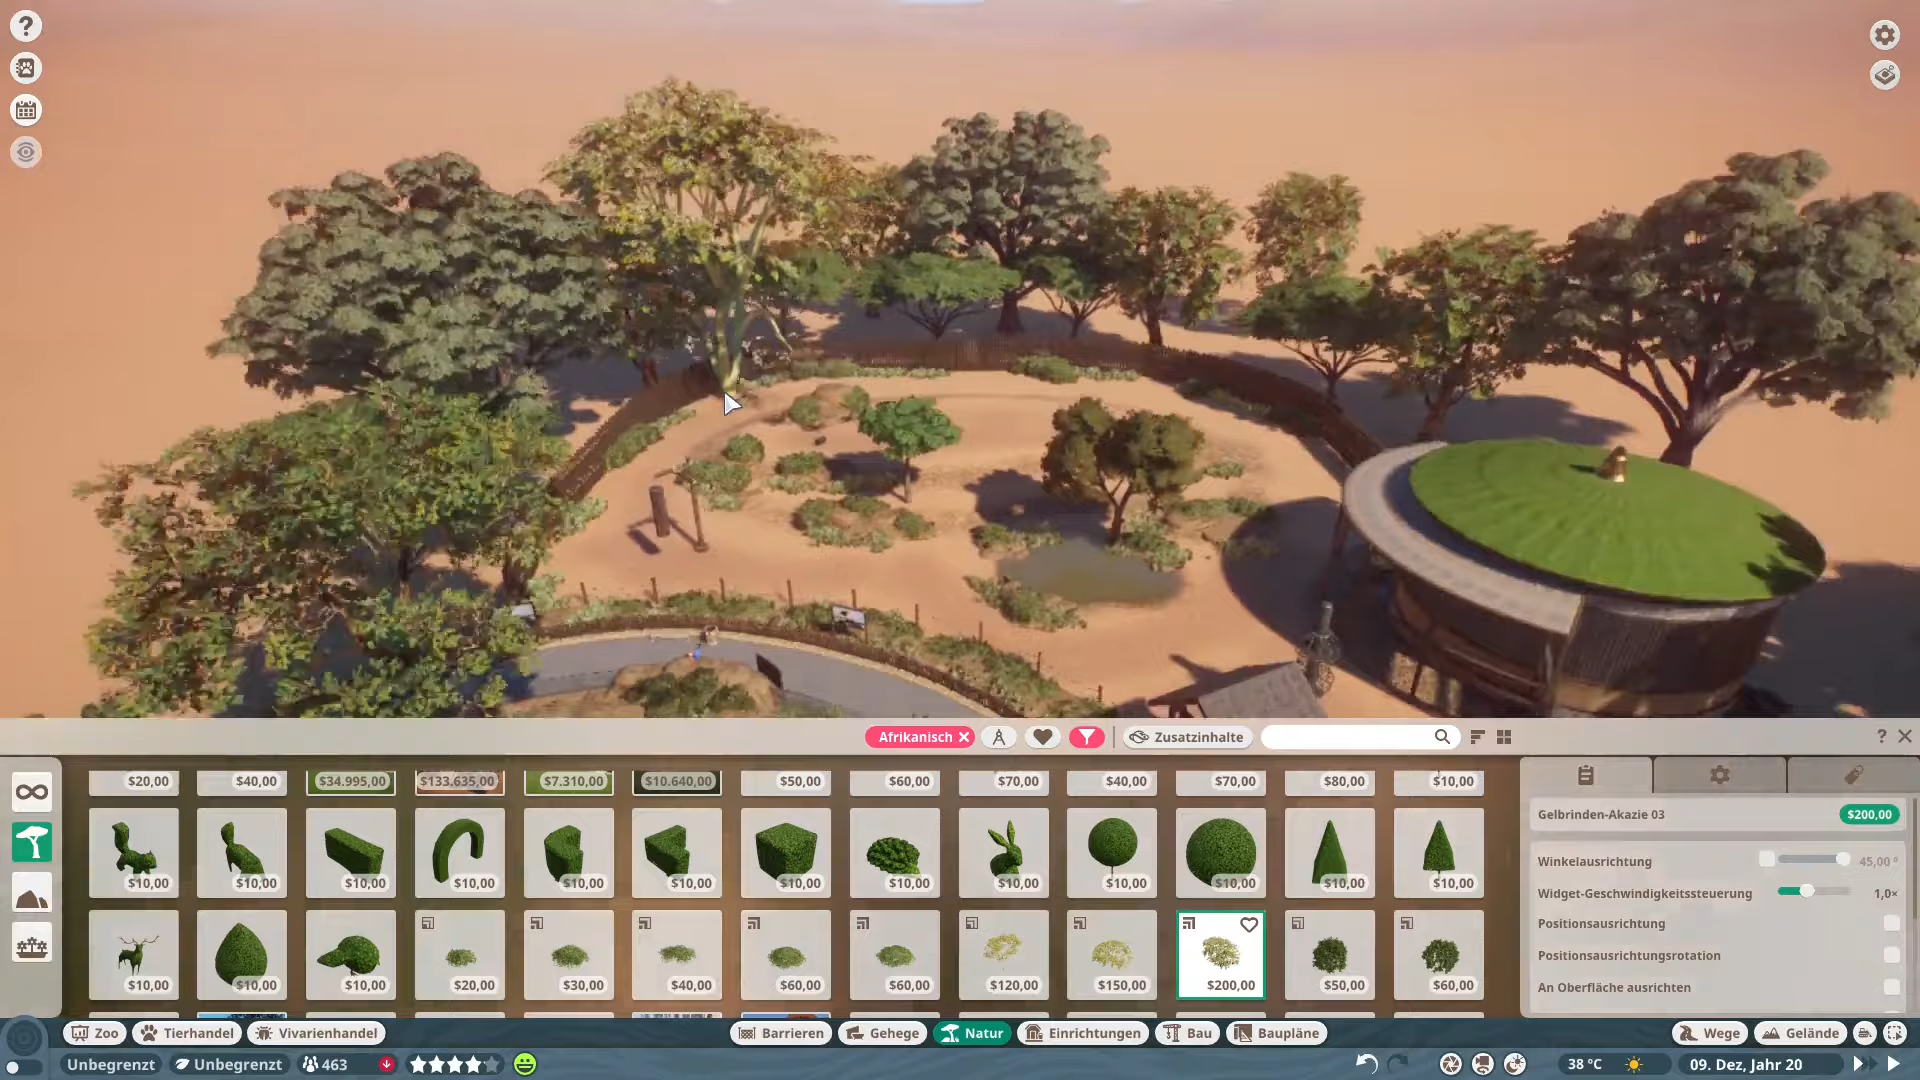 Afrikanisch
Zusatzinhalte
$20,00 $40,00 $34.995,00 $133.635,00 $7.310,00 $10.640,00 $50,00 $60,00 $70,00 $40,00 $70,00 $80,00 $10,00
$10,00 $10,00 $10,00 $10,00 $10,00 $10,00 $10,00 $10,00 $10,00 $10,00 $10,00 $10,00 $10,00
$10,00 $10,00 $10,00 $20,00 $30,00 $40,00 $60,00 $60,00 $120,00 $150,00 $200,00 $50,00 $60,00
Gelbrinden-Akazie 03 $200,00
Winkelausrichtung 45,00 °
Widget-Geschwindigkeitssteuerung 1,0×
Positionsausrichtung
Positionsausrichtungsrotation
An Oberfläche ausrichten
Zoo Tierhandel Vivarienhandel Barrieren Gehege Natur Einrichtungen Bau Baupläne Wege Gelände
Unbegrenzt Unbegrenzt 463 38 °C 09. Dez, Jahr 20